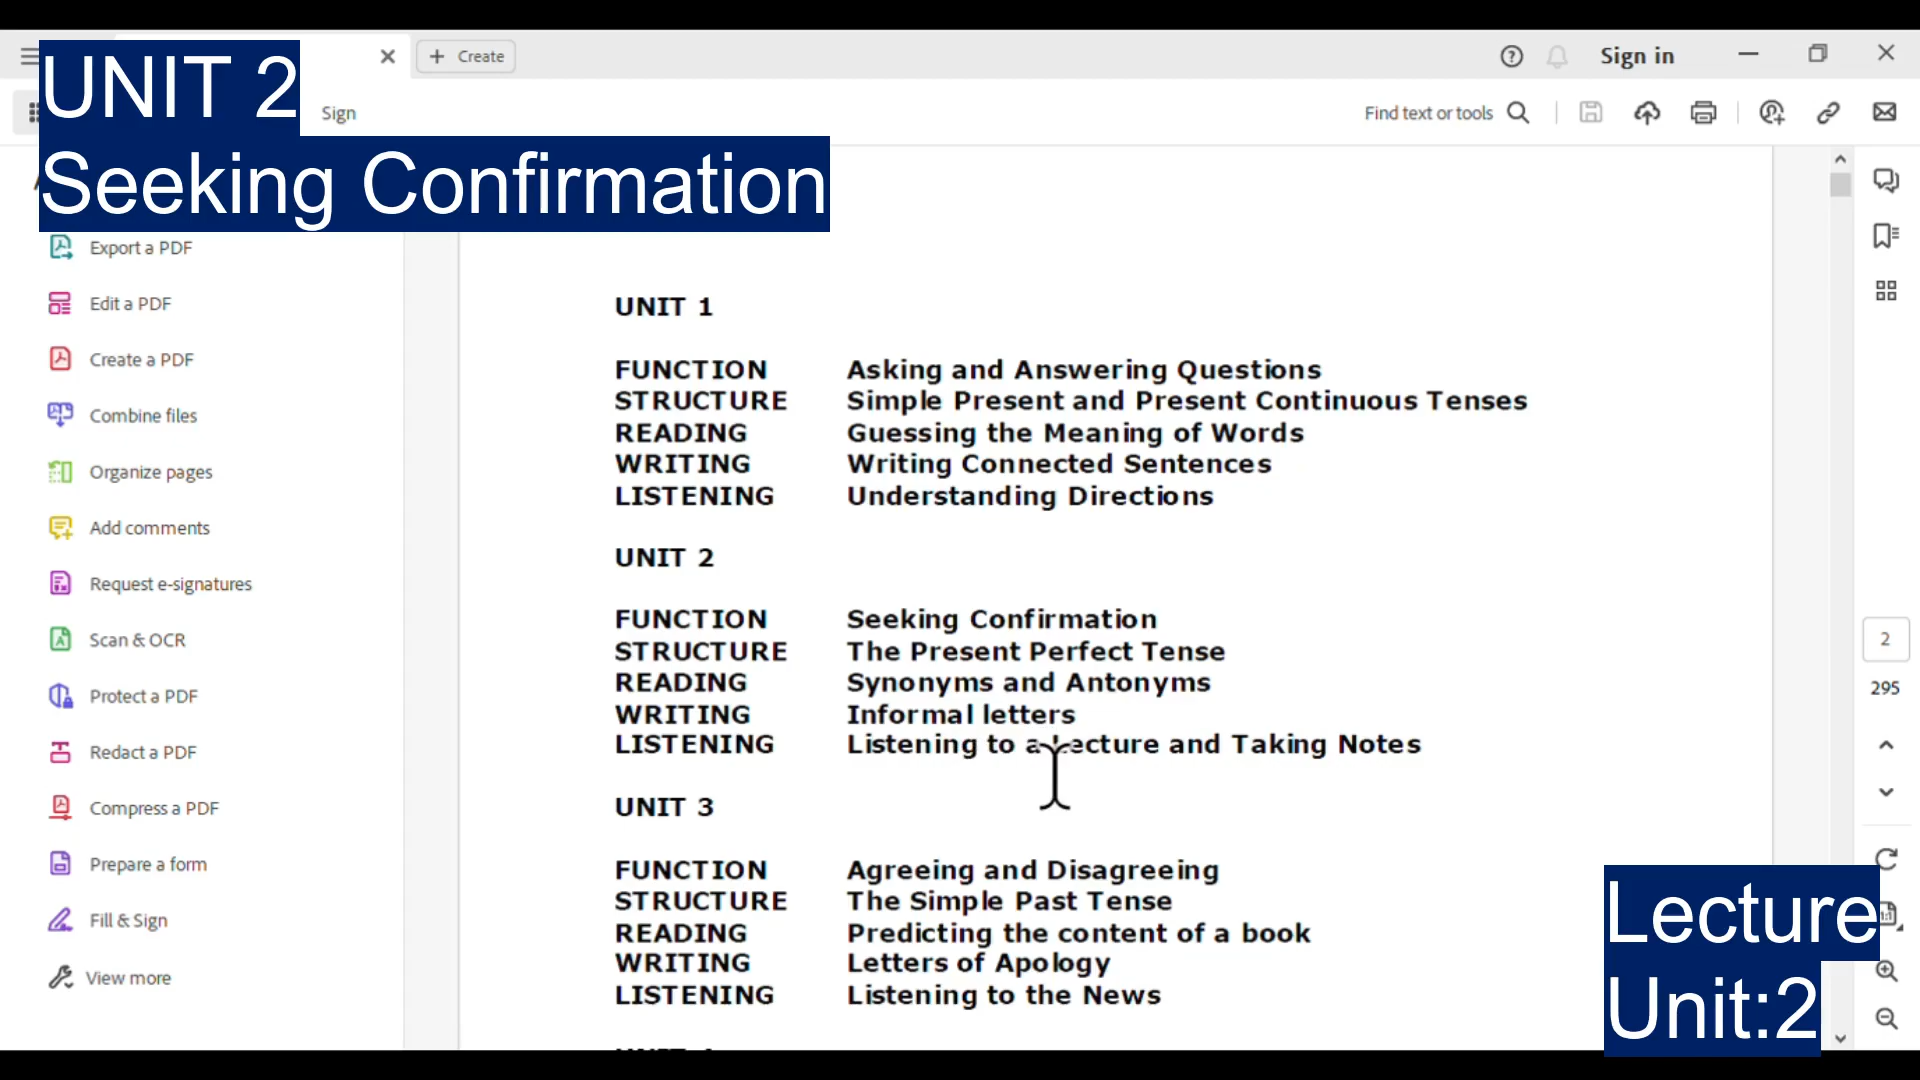 UNIT 2
Seeking Confirmation
Create
Sign in
Sign
Find text or tools
Export a PDF
Edit a PDF
Create a PDF
Combine files
Organize pages
Add comments
Request e-signatures
Scan & OCR
Protect a PDF
Redact a PDF
Compress a PDF
Prepare a form
Fill & Sign
View more
UNIT 1
FUNCTION Asking and Answering Questions
STRUCTURE Simple Present and Present Continuous Tenses
READING Guessing the Meaning of Words
WRITING Writing Connected Sentences
LISTENING Understanding Directions
UNIT 2
FUNCTION Seeking Confirmation
STRUCTURE The Present Perfect Tense
READING Synonyms and Antonyms
WRITING Informal letters
LISTENING Listening to a Lecture and Taking Notes
UNIT 3
FUNCTION Agreeing and Disagreeing
STRUCTURE The Simple Past Tense
READING Predicting the content of a book
WRITING Letters of Apology
LISTENING Listening to the News
2
295
Lecture
Unit:2